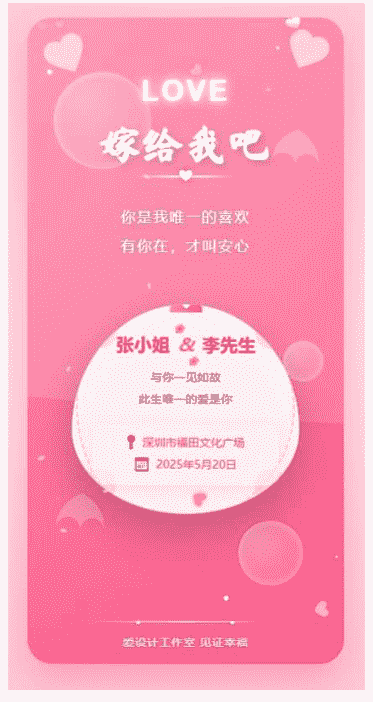 LOVE
嫁给我吧
你是我唯一的喜欢
有你在，才叫安心
张小姐 & 李先生
与你一见如故
此生唯一的爱是你
深圳市福田文化广场
2025年5月20日
爱设计工作室 见证幸福